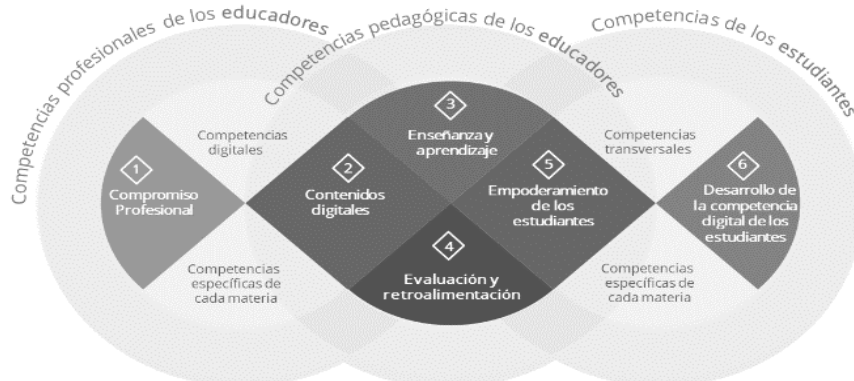 Competencias profesionales de los educadores
Competencias pedagógicas de los educadores
Competencias de los estudiantes
Competencias
digitales
1
Compromiso
Profesional
Competencias
específicas de
cada materia
2
Contenidos
digitales
3
Enseñanza y
aprendizaje
4
Evaluación y
retroalimentación
5
Empoderamiento
de los
estudiantes
Competencias
transversales
Competencias
específicas de
cada materia
6
Desarrollo de
la competencia
digital de los
estudiantes